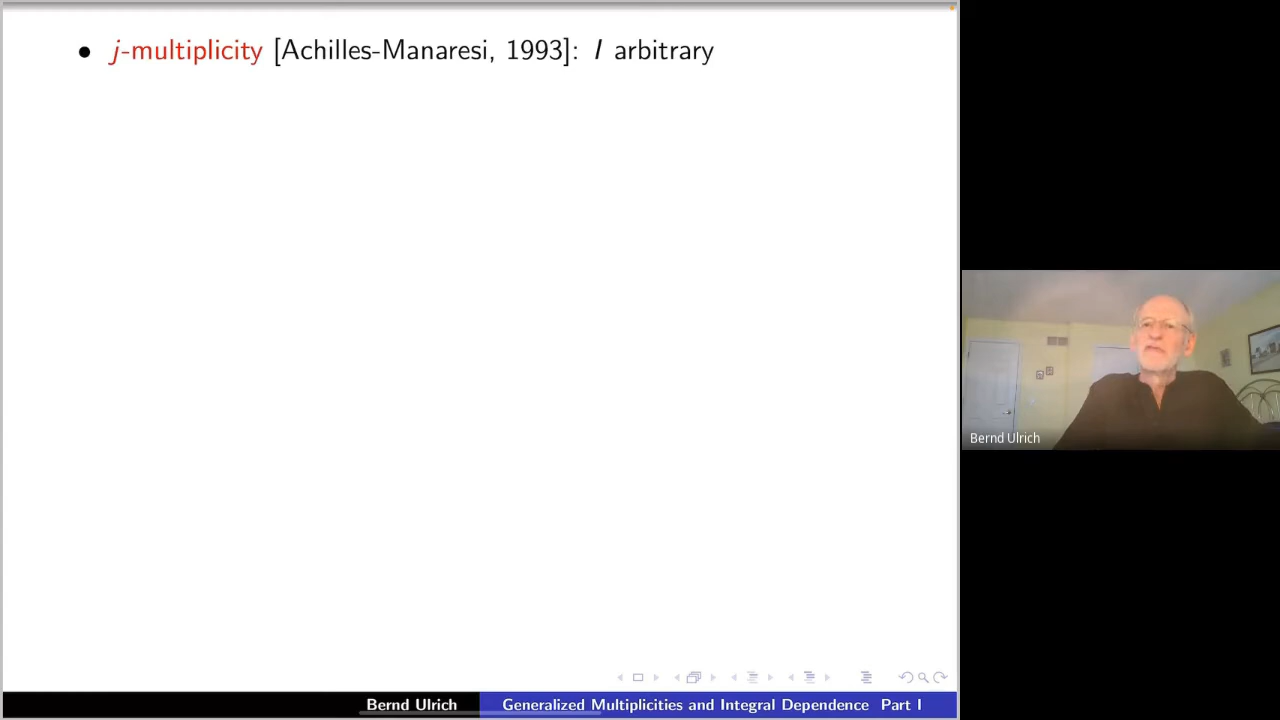 • j-multiplicity [Achilles-Manaresi, 1993]: I arbitrary
Bernd Ulrich
Bernd Ulrich Generalized Multiplicities and Integral Dependence Part I